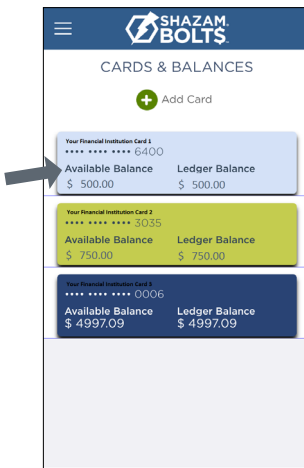 SHAZAM.
BOLT$.
CARDS & BALANCES
Add Card
Your Financial Institution Card 1
•••• •••• •••• 6400
Available Balance Ledger Balance
$ 500.00 $ 500.00
Your Financial Institution Card 2
•••• •••• •••• 3035
Available Balance Ledger Balance
$ 750.00 $ 750.00
Your Financial Institution Card 3
•••• •••• •••• 0006
Available Balance Ledger Balance
$ 4997.09 $ 4997.09